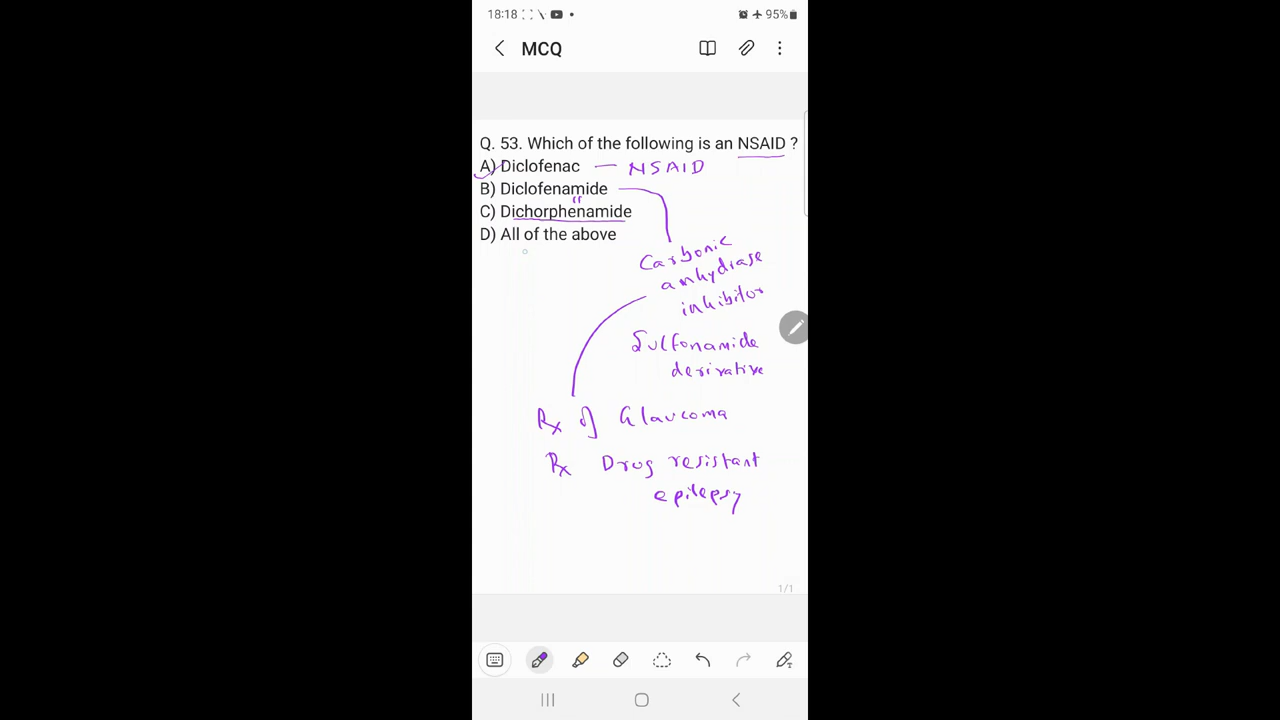 18:18 95%
MCQ
Q. 53. Which of the following is an NSAID ?
A) Diclofenac — NSAID
B) Diclofenamide
C) Dichorphenamide
D) All of the above
Carbonic
anhydrase
inhibitor
Sulfonamide
derivative
Rx of Glaucoma
Rx Drug resistant
epilepsy
1/1